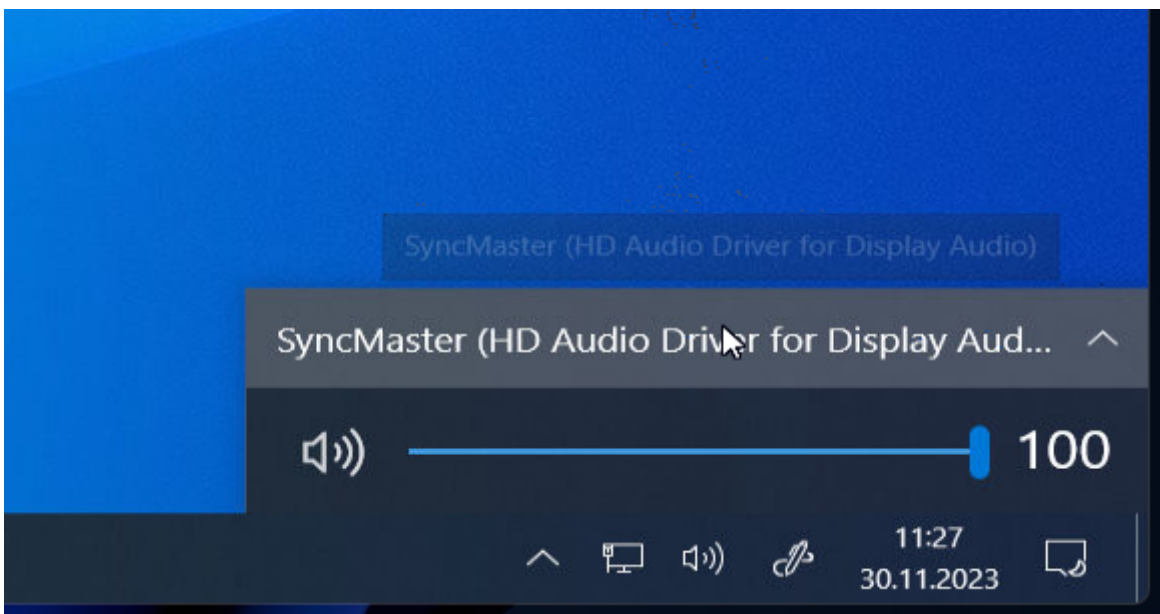 SyncMaster (HD Audio Driver for Display Audio)
SyncMaster (HD Audio Driver for Display Aud...
100
11:27
30.11.2023